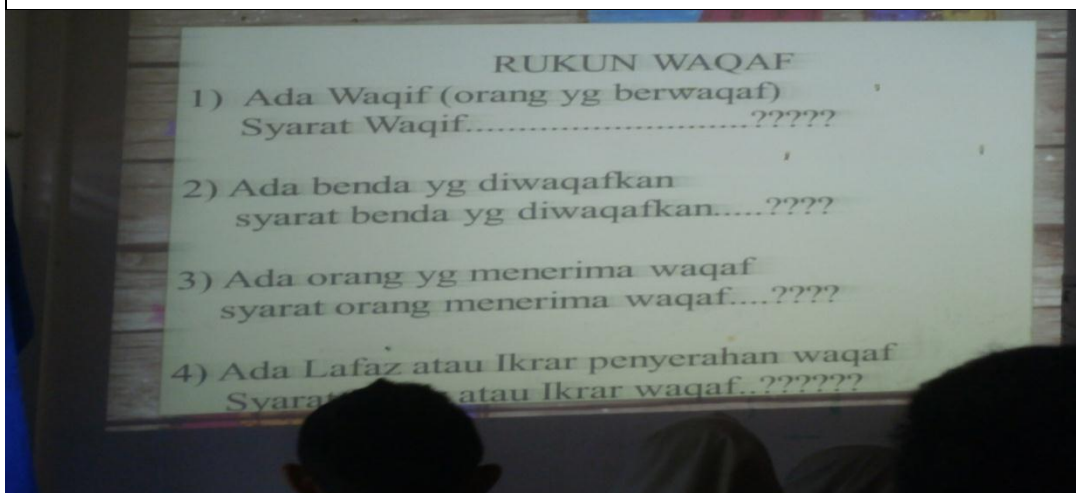 RUKUN WAQAF
1) Ada Waqif (orang yg berwaqaf)
Syarat Waqif............................?????
2) Ada benda yg diwaqafkan
syarat benda yg diwaqafkan.....????
3) Ada orang yg menerima waqaf
syarat orang menerima waqaf....????
4) Ada Lafaz atau Ikrar penyerahan waqaf
Syarat atau Ikrar waqaf..??????